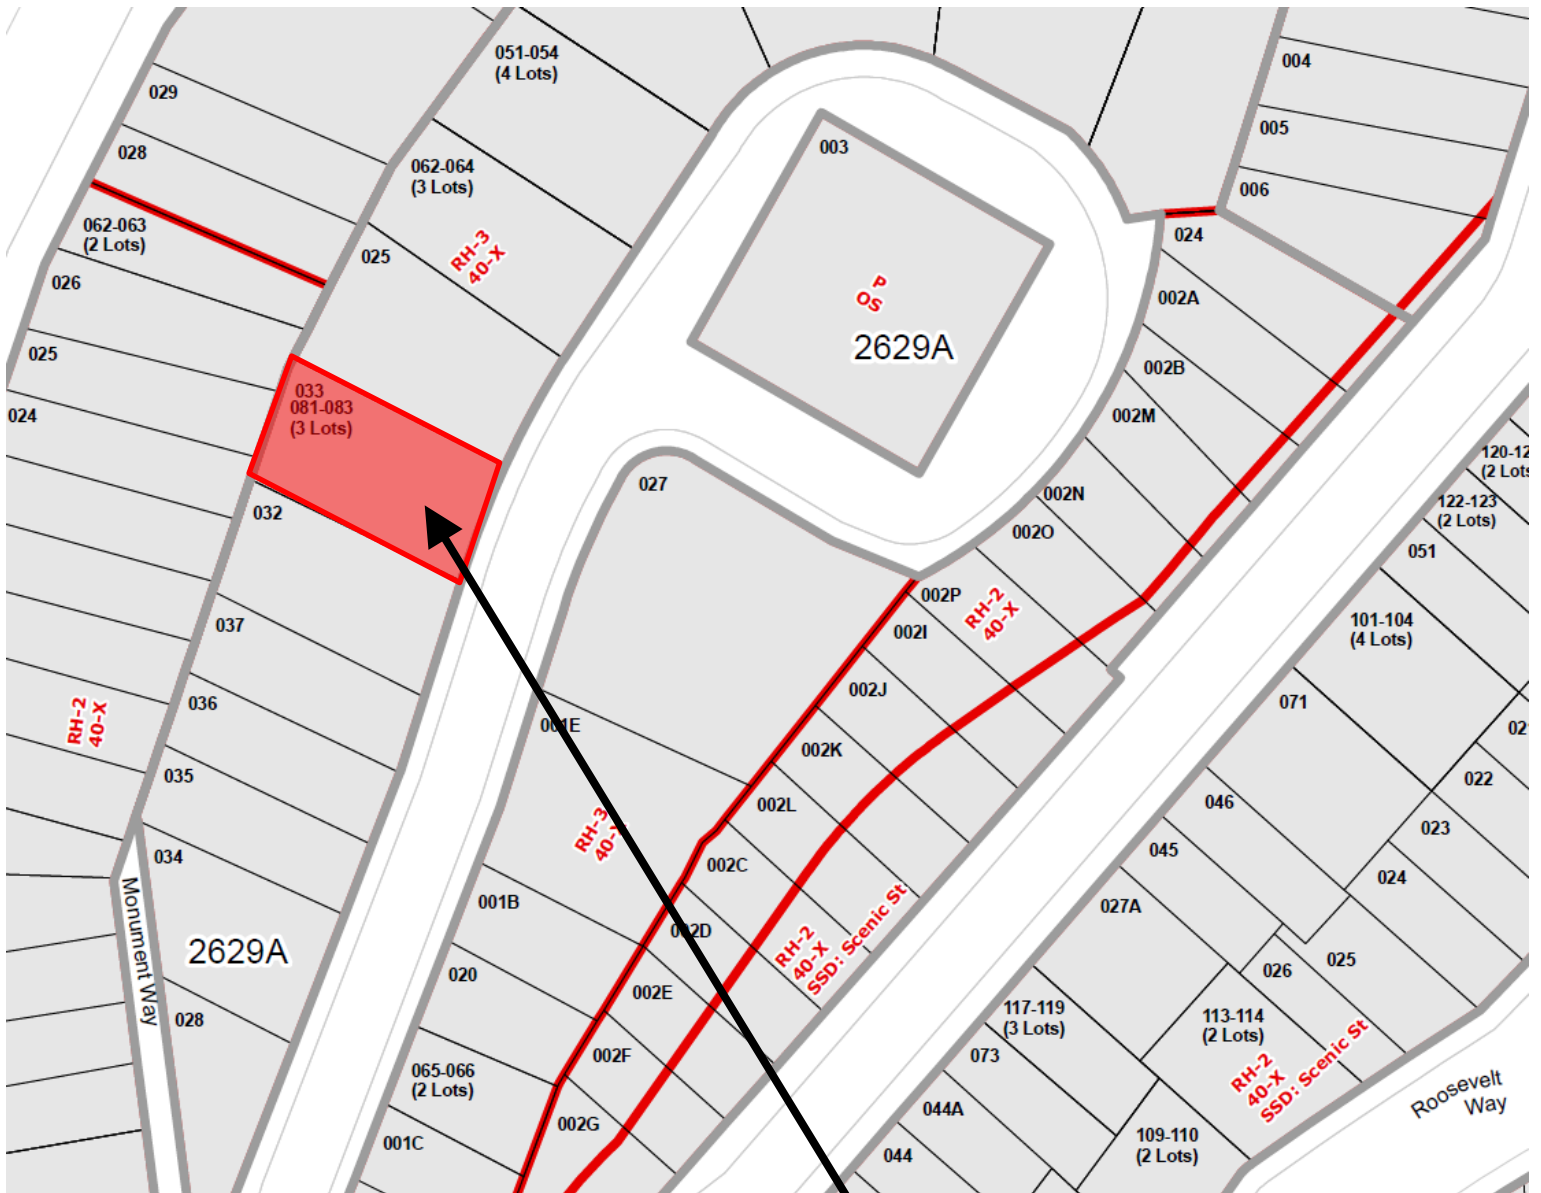 051-054
(4 Lots)
004
029
005
028
003
062-064
(3 Lots)
006
062-063
(2 Lots)
025
RH-3
40-X
024
026
P
OS
002A
2629A
025
002B
033
081-083
(3 Lots)
024
002M
120-12
(2 Lots
027
002N
122-123
(2 Lots)
032
002O
051
002P
RH-2
40-X
037
002I
101-104
(4 Lots)
002J
071
036
RH-2
40-X
001E
002K
02
035
022
002L
046
RH-3
023
034
002C
045
024
Monument Way
001B
027A
002D
RH-2
40-X
SSD: Scenic St
2629A
020
026
025
002E
028
117-119
(3 Lots)
113-114
(2 Lots)
002F
073
RH-2
40-X
SSD: Scenic St
065-066
(2 Lots)
Roosevelt
Way
044A
002G
001C
044
109-110
(2 Lots)